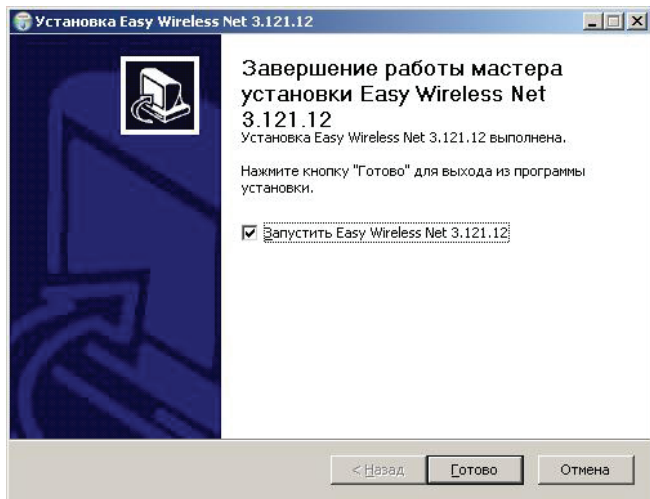 Установка Easy Wireless Net 3.121.12
Завершение работы мастера
установки Easy Wireless Net
3.121.12
Установка Easy Wireless Net 3.121.12 выполнена.
Нажмите кнопку "Готово" для выхода из программы
установки.
Запустить Easy Wireless Net 3.121.12
< Назад
Готово
Отмена